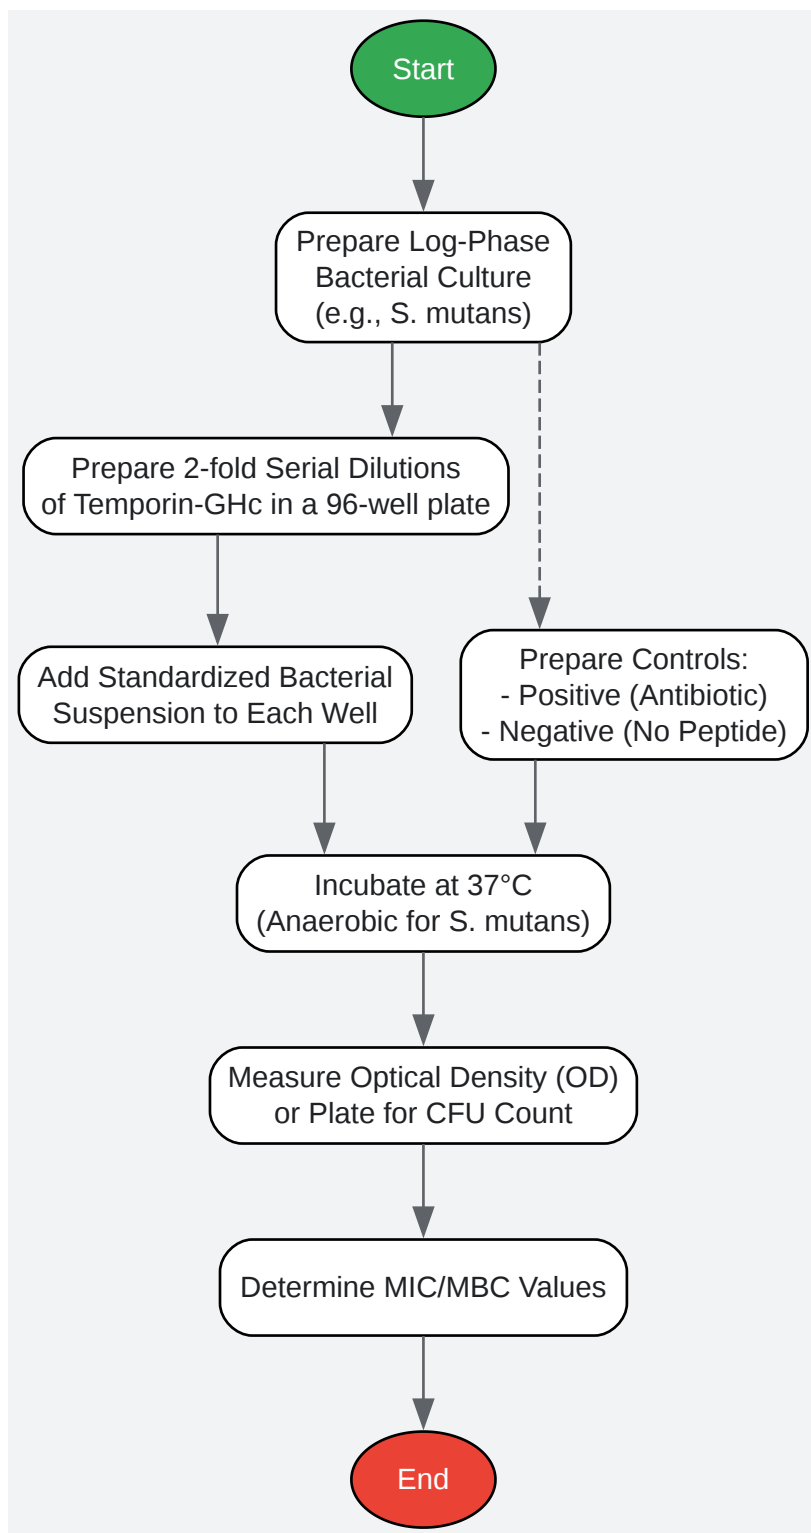 Start
Prepare Log-Phase
Bacterial Culture
(e.g., S. mutans)
Prepare 2-fold Serial Dilutions
of Temporin-GHc in a 96-well plate
Add Standardized Bacterial
Suspension to Each Well
Prepare Controls:
- Positive (Antibiotic)
- Negative (No Peptide)
Incubate at 37°C
(Anaerobic for S. mutans)
Measure Optical Density (OD)
or Plate for CFU Count
Determine MIC/MBC Values
End